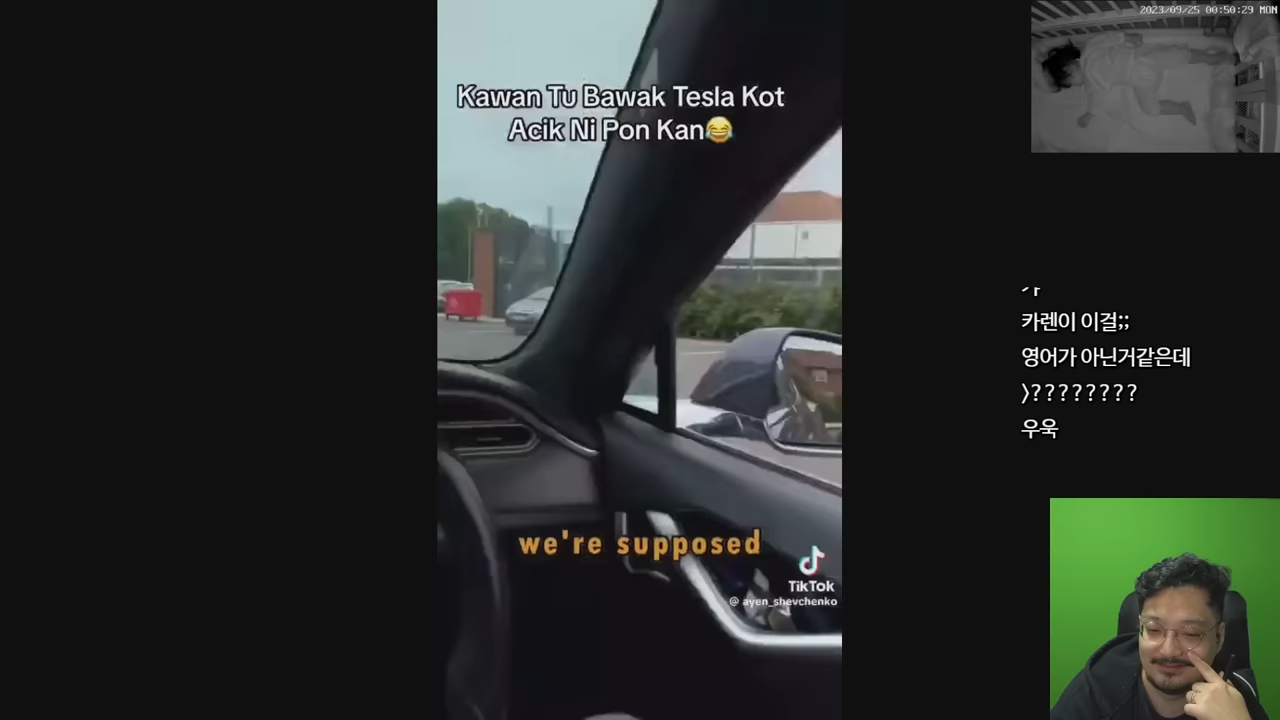 2023/09/25 00:50:29 MON
Kawan Tu Bawak Tesla Kot
Acik Ni Pon Kan😂
카렌이 이걸;;
영어가 아닌거같은데
>????????
우욱
we're supposed
TikTok
@ ayen_shevchenko